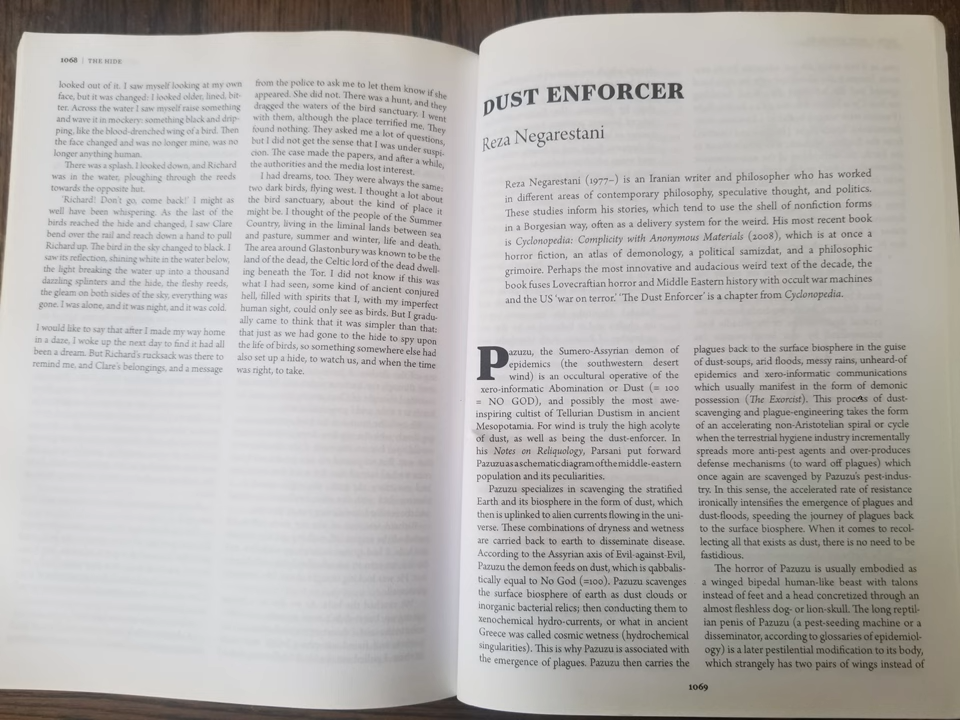 1068 | THE HIDE
looked out of it. I saw myself looking at my own
face, but it was changed: I looked older, lined, bit-
ter. Across the water I saw myself raise something
and wave it in mockery: something black and drip-
ping, like the blood-drenched wing of a bird. Then
the face changed and was no longer mine, was no
longer anything human.
There was a splash. I looked down, and Richard
was in the water, ploughing through the reeds
towards the opposite hut.
'Richard! Don't go, come back!' I might as
well have been whispering. As the last of the
birds reached the hide and changed, I saw Clare
bend over the rail and reach down a hand to pull
Richard up. The bird in the sky changed to black. I
saw its reflection, shining white in the water below,
the light breaking the water up into a thousand
dazzling splinters and the hide, the fleshy reeds,
the gleam on both sides of the sky, everything was
gone. I was alone, and it was night, and it was cold.
I would like to say that after I made my way home
in a daze, I woke up the next day to find it had all
been a dream. But Richard's rucksack was there to
remind me, and Clare's belongings, and a message
from the police to ask me to let them know if she
appeared. She did not. There was a hunt, and they
dragged the waters of the bird sanctuary. I went
with them, although the place terrified me. They
found nothing. They asked me a lot of questions,
but I did not get the sense that I was under suspi-
cion. The case made the papers, and after a while,
the authorities and the media lost interest.
I had dreams, too. They were always the same:
two dark birds, flying west. I thought a lot about
the bird sanctuary, about the kind of place it
might be. I thought of the people of the Summer
Country, living in the liminal lands between sea
and pasture, summer and winter, life and death.
The area around Glastonbury was known to be the
land of the dead, the Celtic lord of the dead dwell-
ing beneath the Tor. I did not know if this was
what I had seen, some kind of ancient conjured
hell, filled with spirits that I, with my imperfect
human sight, could only see as birds. But I gradu-
ally came to think that it was simpler than that:
that just as we had gone to the hide to spy upon
the life of birds, so something somewhere else had
also set up a hide, to watch us, and when the time
was right, to take.
DUST ENFORCER
Reza Negarestani
Reza Negarestani (1977–) is an Iranian writer and philosopher who has worked
in different areas of contemporary philosophy, speculative thought, and politics.
These studies inform his stories, which tend to use the shell of nonfiction forms
in a Borgesian way, often as a delivery system for the weird. His most recent book
is Cyclonopedia: Complicity with Anonymous Materials (2008), which is at once a
horror fiction, an atlas of demonology, a political samizdat, and a philosophic
grimoire. Perhaps the most innovative and audacious weird text of the decade, the
book fuses Lovecraftian horror and Middle Eastern history with occult war machines
and the US 'war on terror.' 'The Dust Enforcer' is a chapter from Cyclonopedia.
Pazuzu, the Sumero-Assyrian demon of
epidemics (the southwestern desert
wind) is an occultural operative of the
xero-informatic Abomination or Dust (= 100
= NO GOD), and possibly the most awe-
inspiring cultist of Tellurian Dustism in ancient
Mesopotamia. For wind is truly the high acolyte
of dust, as well as being the dust-enforcer. In
his Notes on Reliquology, Parsani put forward
Pazuzu as a schematic diagram of the middle-eastern
population and its peculiarities.
Pazuzu specializes in scavenging the stratified
Earth and its biosphere in the form of dust, which
then is uplinked to alien currents flowing in the uni-
verse. These combinations of dryness and wetness
are carried back to earth to disseminate disease.
According to the Assyrian axis of Evil-against-Evil,
Pazuzu the demon feeds on dust, which is qabbalis-
tically equal to No God (=100). Pazuzu scavenges
the surface biosphere of earth as dust clouds or
inorganic bacterial relics; then conducting them to
xenochemical hydro-currents, or what in ancient
Greece was called cosmic wetness (hydrochemical
singularities). This is why Pazuzu is associated with
the emergence of plagues. Pazuzu then carries the
plagues back to the surface biosphere in the guise
of dust-soups, arid floods, messy rains, unheard-of
epidemics and xero-informatic communications
which usually manifest in the form of demonic
possession (The Exorcist). This process of dust-
scavenging and plague-engineering takes the form
of an accelerating non-Aristotelian spiral or cycle
when the terrestrial hygiene industry incrementally
spreads more anti-pest agents and over-produces
defense mechanisms (to ward off plagues) which
once again are scavenged by Pazuzu's pest-indus-
try. In this sense, the accelerated rate of resistance
ironically intensifies the emergence of plagues and
dust-floods, speeding the journey of plagues back
to the surface biosphere. When it comes to recol-
lecting all that exists as dust, there is no need to be
fastidious.
The horror of Pazuzu is usually embodied as
a winged bipedal human-like beast with talons
instead of feet and a head concretized through an
almost fleshless dog- or lion-skull. The long reptil-
ian penis of Pazuzu (a pest-seeding machine or a
disseminator, according to glossaries of epidemiol-
ogy) is a later pestilential modification to its body,
which strangely has two pairs of wings instead of
1069